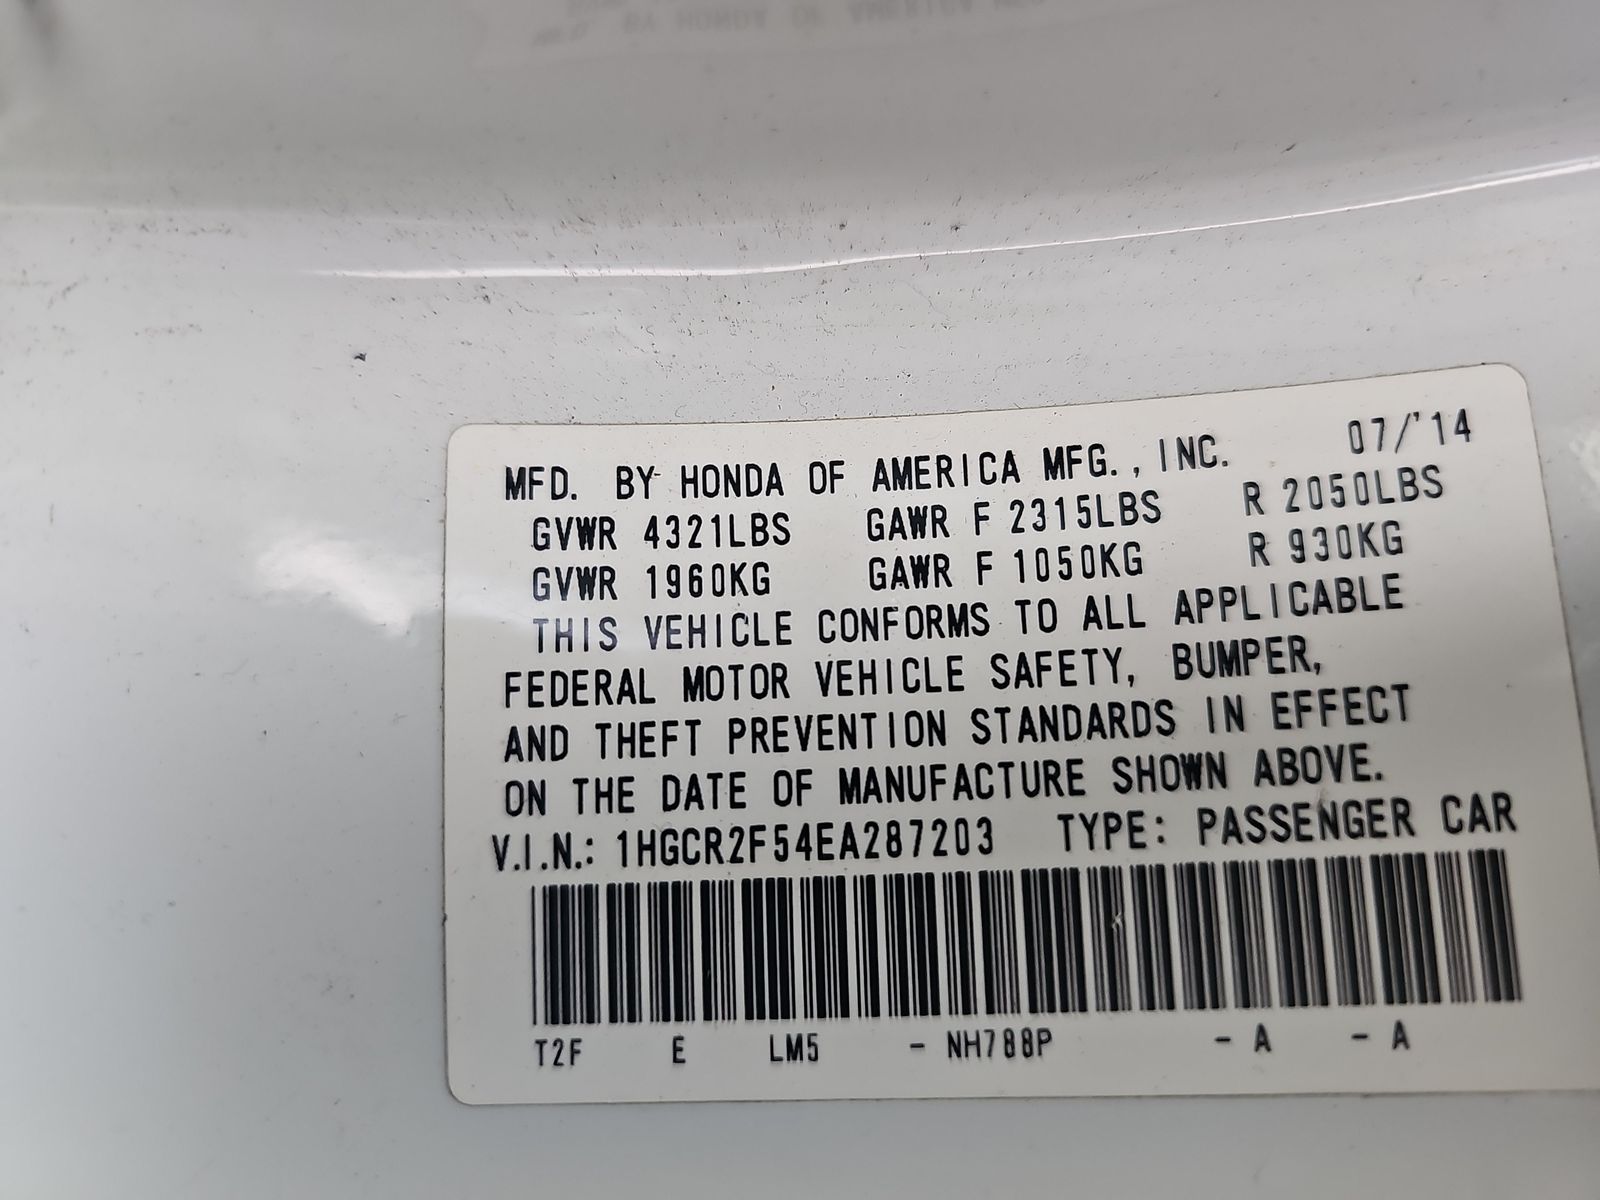 MFD. BY HONDA OF AMERICA MFG., INC. 07/'14
GVWR 4321LBS GAWR F 2315LBS R 2050LBS
GVWR 1960KG GAWR F 1050KG R 930KG
THIS VEHICLE CONFORMS TO ALL APPLICABLE
FEDERAL MOTOR VEHICLE SAFETY, BUMPER,
AND THEFT PREVENTION STANDARDS IN EFFECT
ON THE DATE OF MANUFACTURE SHOWN ABOVE.
V.I.N.: 1HGCR2F54EA287203 TYPE: PASSENGER CAR
T2F E LM5 - NH788P - A - A